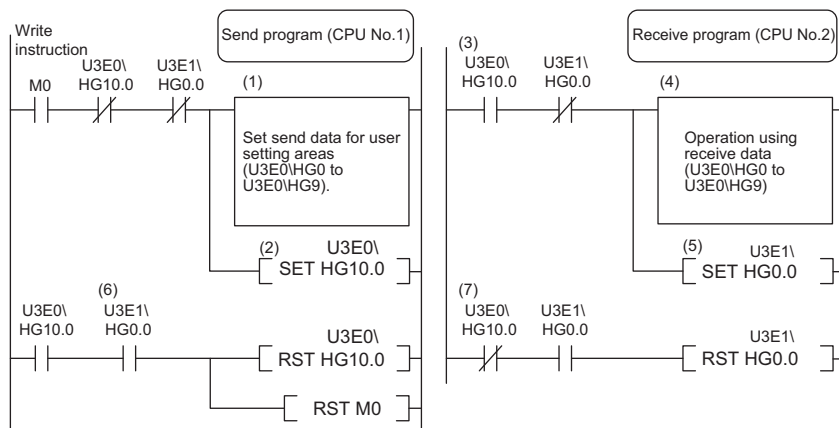 Write
instruction
Send program (CPU No.1)
M0
U3E0\
HG10.0
U3E1\
HG0.0
(1)
Set send data for user
setting areas
(U3E0\HG0 to
U3E0\HG9).
(2)
U3E0\
SET HG10.0
U3E0\
HG10.0
(6)
U3E1\
HG0.0
U3E0\
RST HG10.0
RST M0
Receive program (CPU No.2)
(3)
U3E0\
HG10.0
U3E1\
HG0.0
(4)
Operation using
receive data
(U3E0\HG0 to
U3E0\HG9)
(5)
U3E1\
SET HG0.0
(7)
U3E0\
HG10.0
U3E1\
HG0.0
U3E1\
RST HG0.0